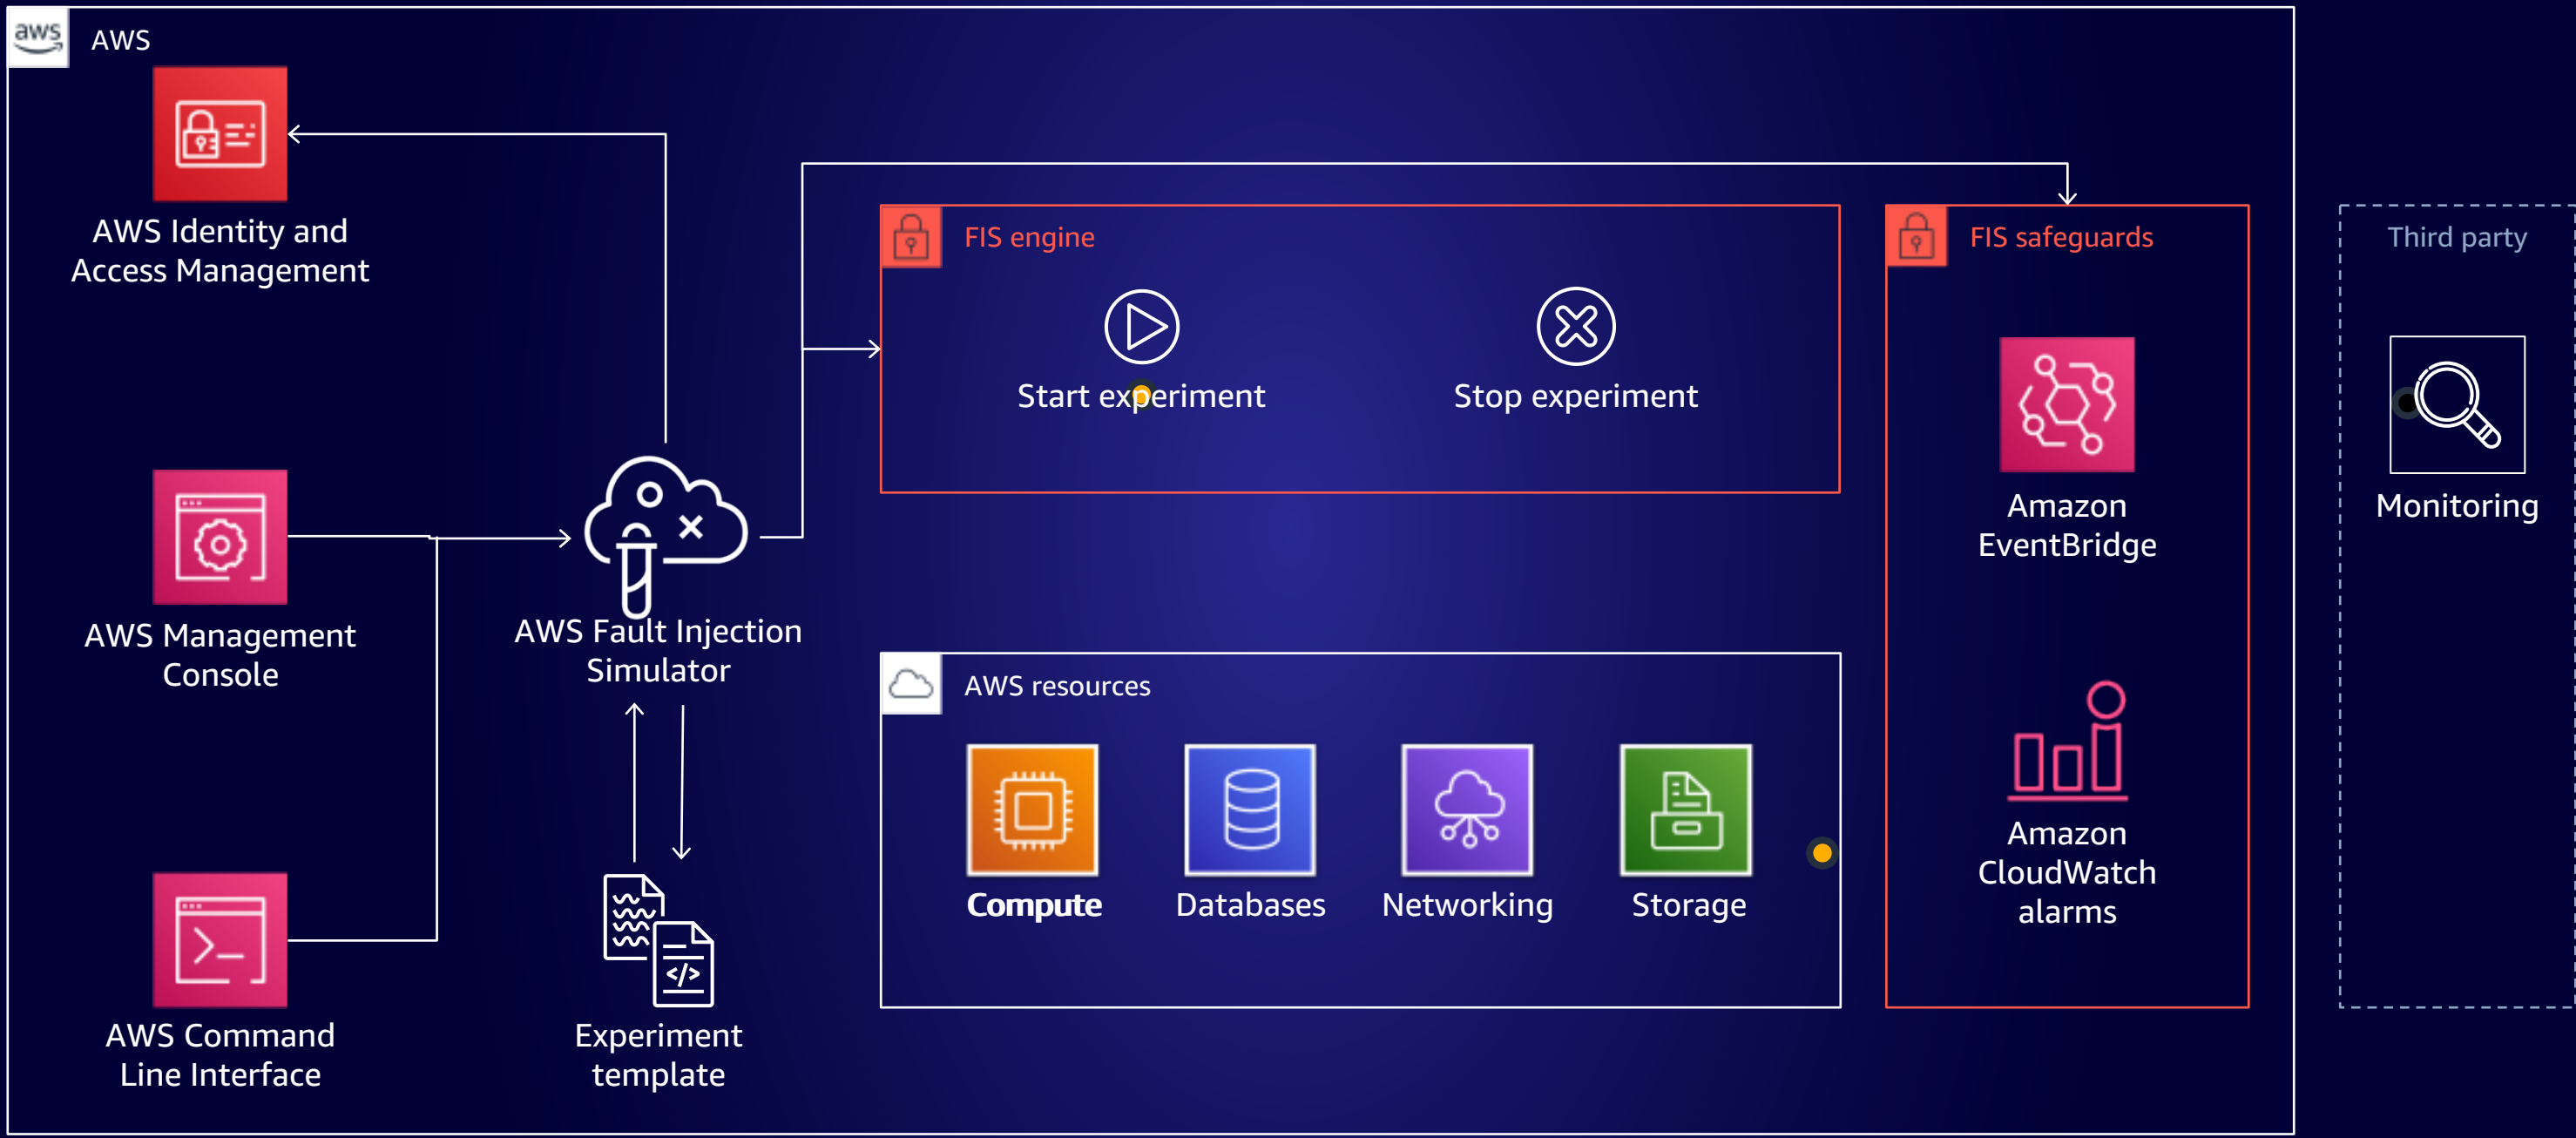 aws
AWS
AWS Identity and
Access Management
FIS engine
Start experiment
Stop experiment
FIS safeguards
Third party
Amazon
EventBridge
Monitoring
AWS Management
Console
AWS Fault Injection
Simulator
AWS resources
Compute
Databases
Networking
Storage
Amazon
CloudWatch
alarms
AWS Command
Line Interface
</>
Experiment
template